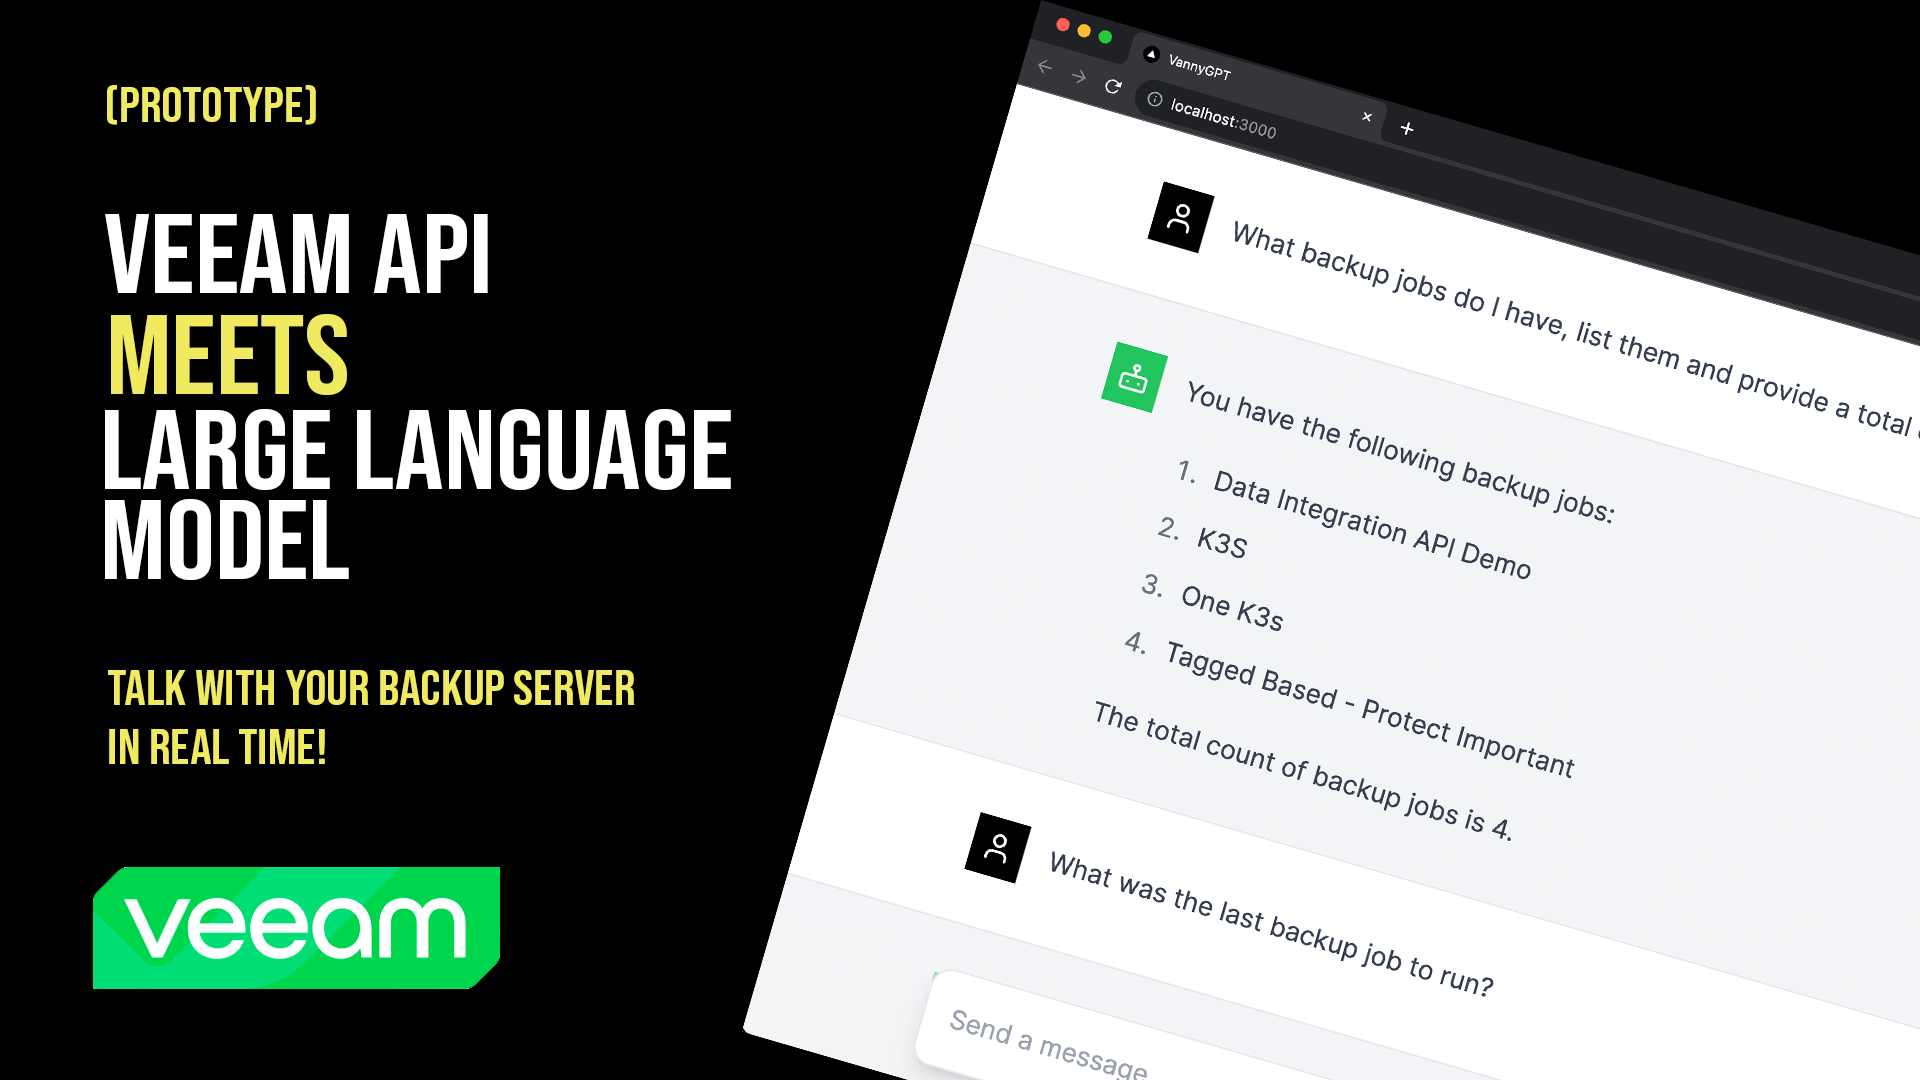 (PROTOTYPE)
VEEAM API
MEETS
LARGE LANGUAGE
MODEL
TALK WITH YOUR BACKUP SERVER
IN REAL TIME!
veeam
VannyGPT
localhost:3000
What backup jobs do I have, list them and provide a total
You have the following backup jobs:
1. Data Integration API Demo
2. K3S
3. One K3s
4. Tagged Based - Protect Important
The total count of backup jobs is 4.
What was the last backup job to run?
Send a message